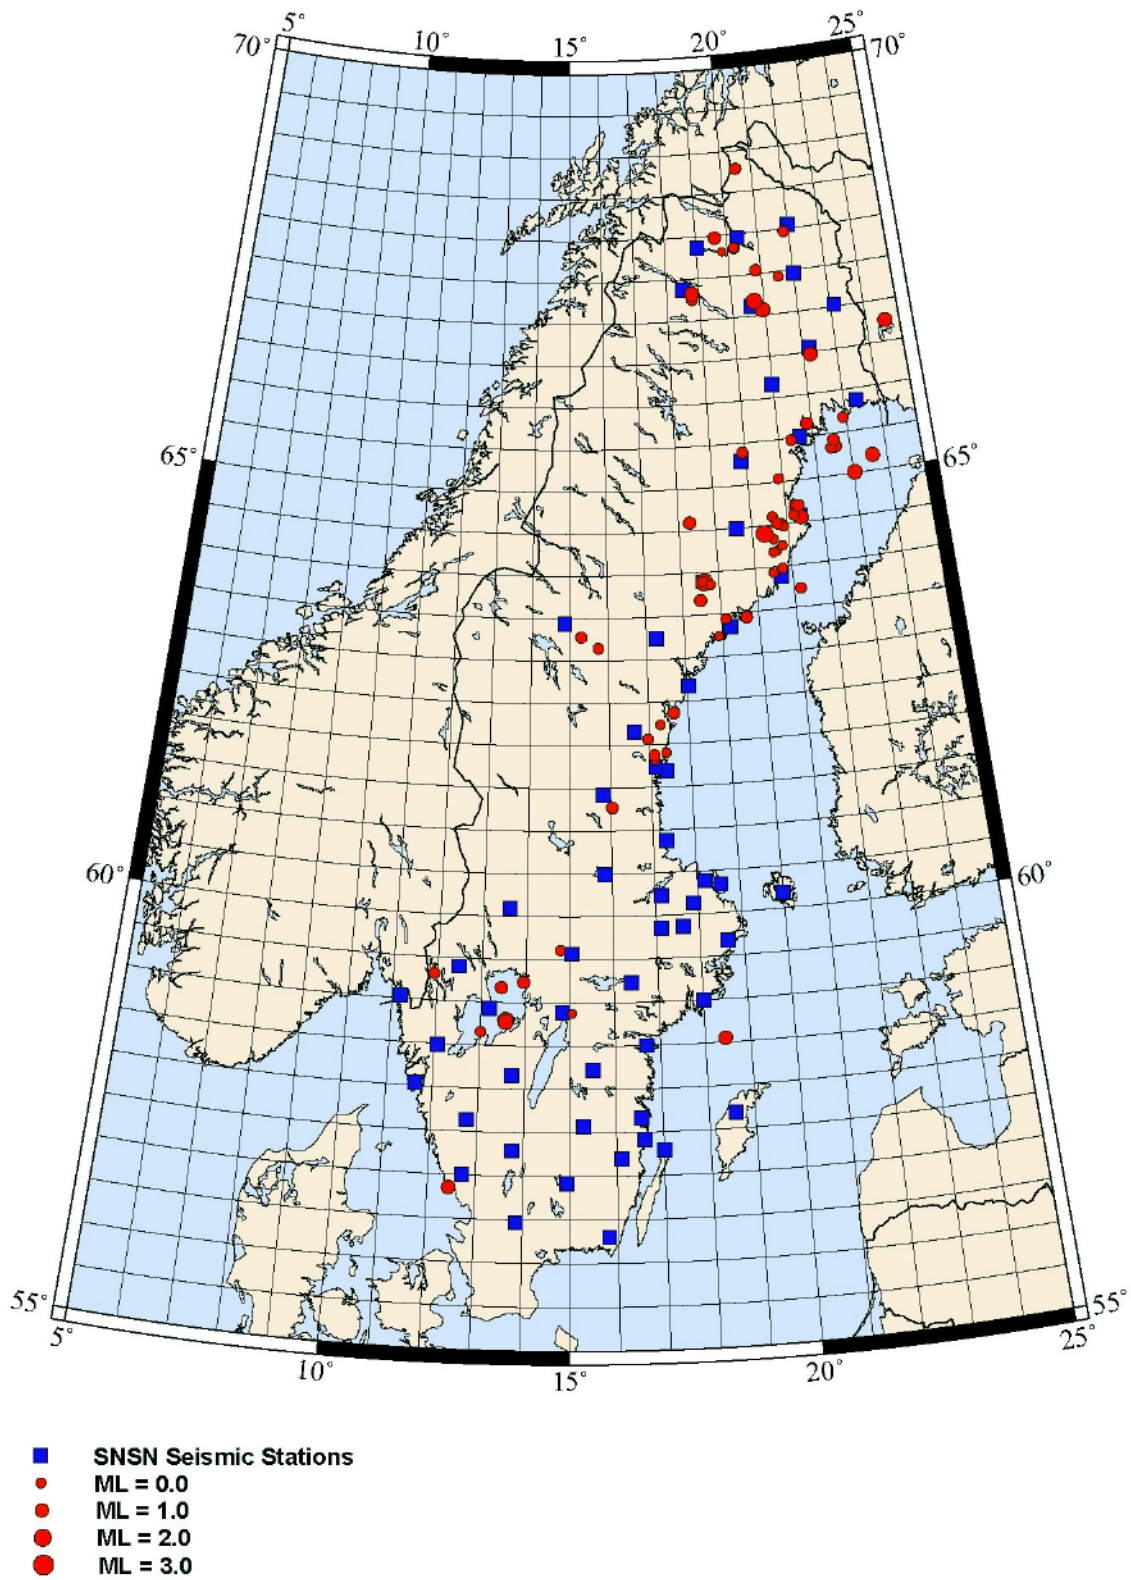 5° 10° 15° 20° 25°
70° 70°
65° 65°
60° 60°
55° 55°
5° 10° 15° 20° 25°
SNSN Seismic Stations
ML = 0.0
ML = 1.0
ML = 2.0
ML = 3.0